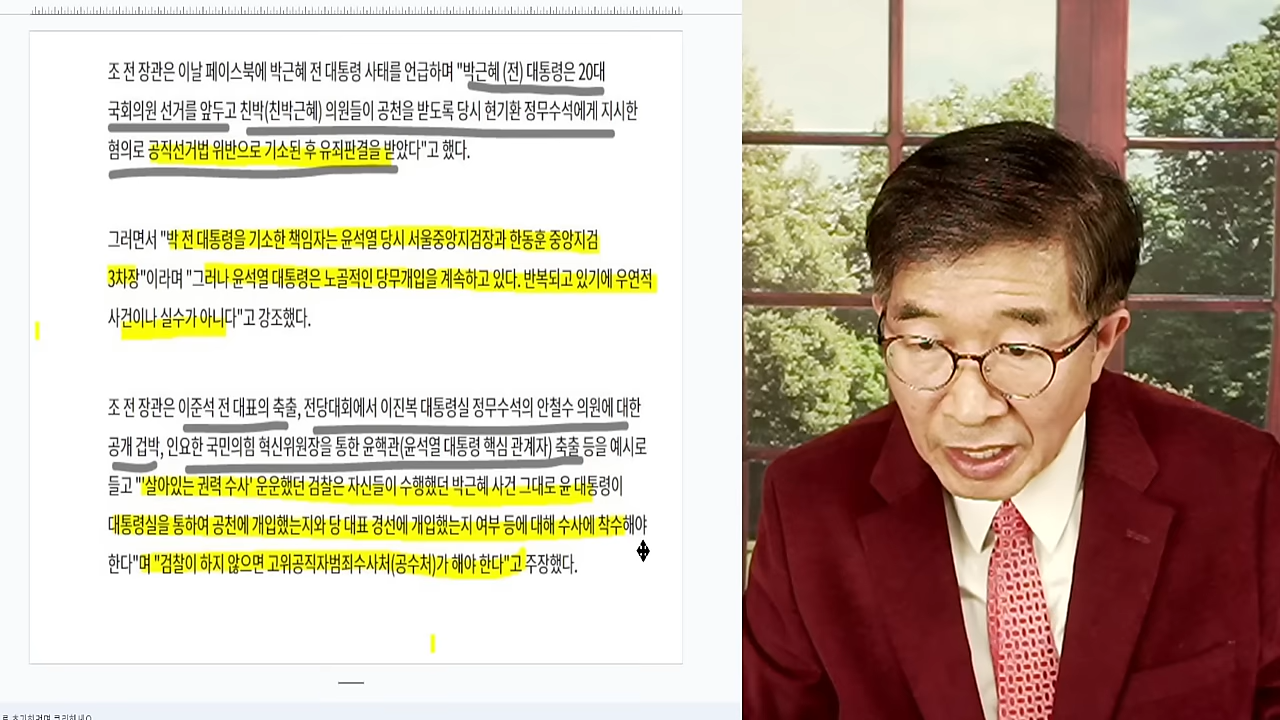 조 전 장관은 이날 페이스북에 박근혜 전 대통령 사태를 언급하며 "박근혜 (전) 대통령은 20대
국회의원 선거를 앞두고 친박(친박근혜) 의원들이 공천을 받도록 당시 현기환 정무수석에게 지시한
혐의로 공직선거법 위반으로 기소된 후 유죄판결을 받았다"고 했다.
그러면서 "박 전 대통령을 기소한 책임자는 윤석열 당시 서울중앙지검장과 한동훈 중앙지검
3차장"이라며 "그러나 윤석열 대통령은 노골적인 당무개입을 계속하고 있다. 반복되고 있기에 우연적
사건이나 실수가 아니다"고 강조했다.
조 전 장관은 이준석 전 대표의 축출, 전당대회에서 이진복 대통령실 정무수석의 안철수 의원에 대한
공개 겁박, 인요한 국민의힘 혁신위원장을 통한 윤핵관(윤석열 대통령 핵심 관계자) 축출 등을 예시로
들고 "'살아있는 권력 수사' 운운했던 검찰은 자신들이 수행했던 박근혜 사건 그대로 윤 대통령이
대통령실을 통하여 공천에 개입했는지와 당 대표 경선에 개입했는지 여부 등에 대해 수사에 착수해야
한다"며 "검찰이 하지 않으면 고위공직자범죄수사처(공수처)가 해야 한다"고 주장했다.